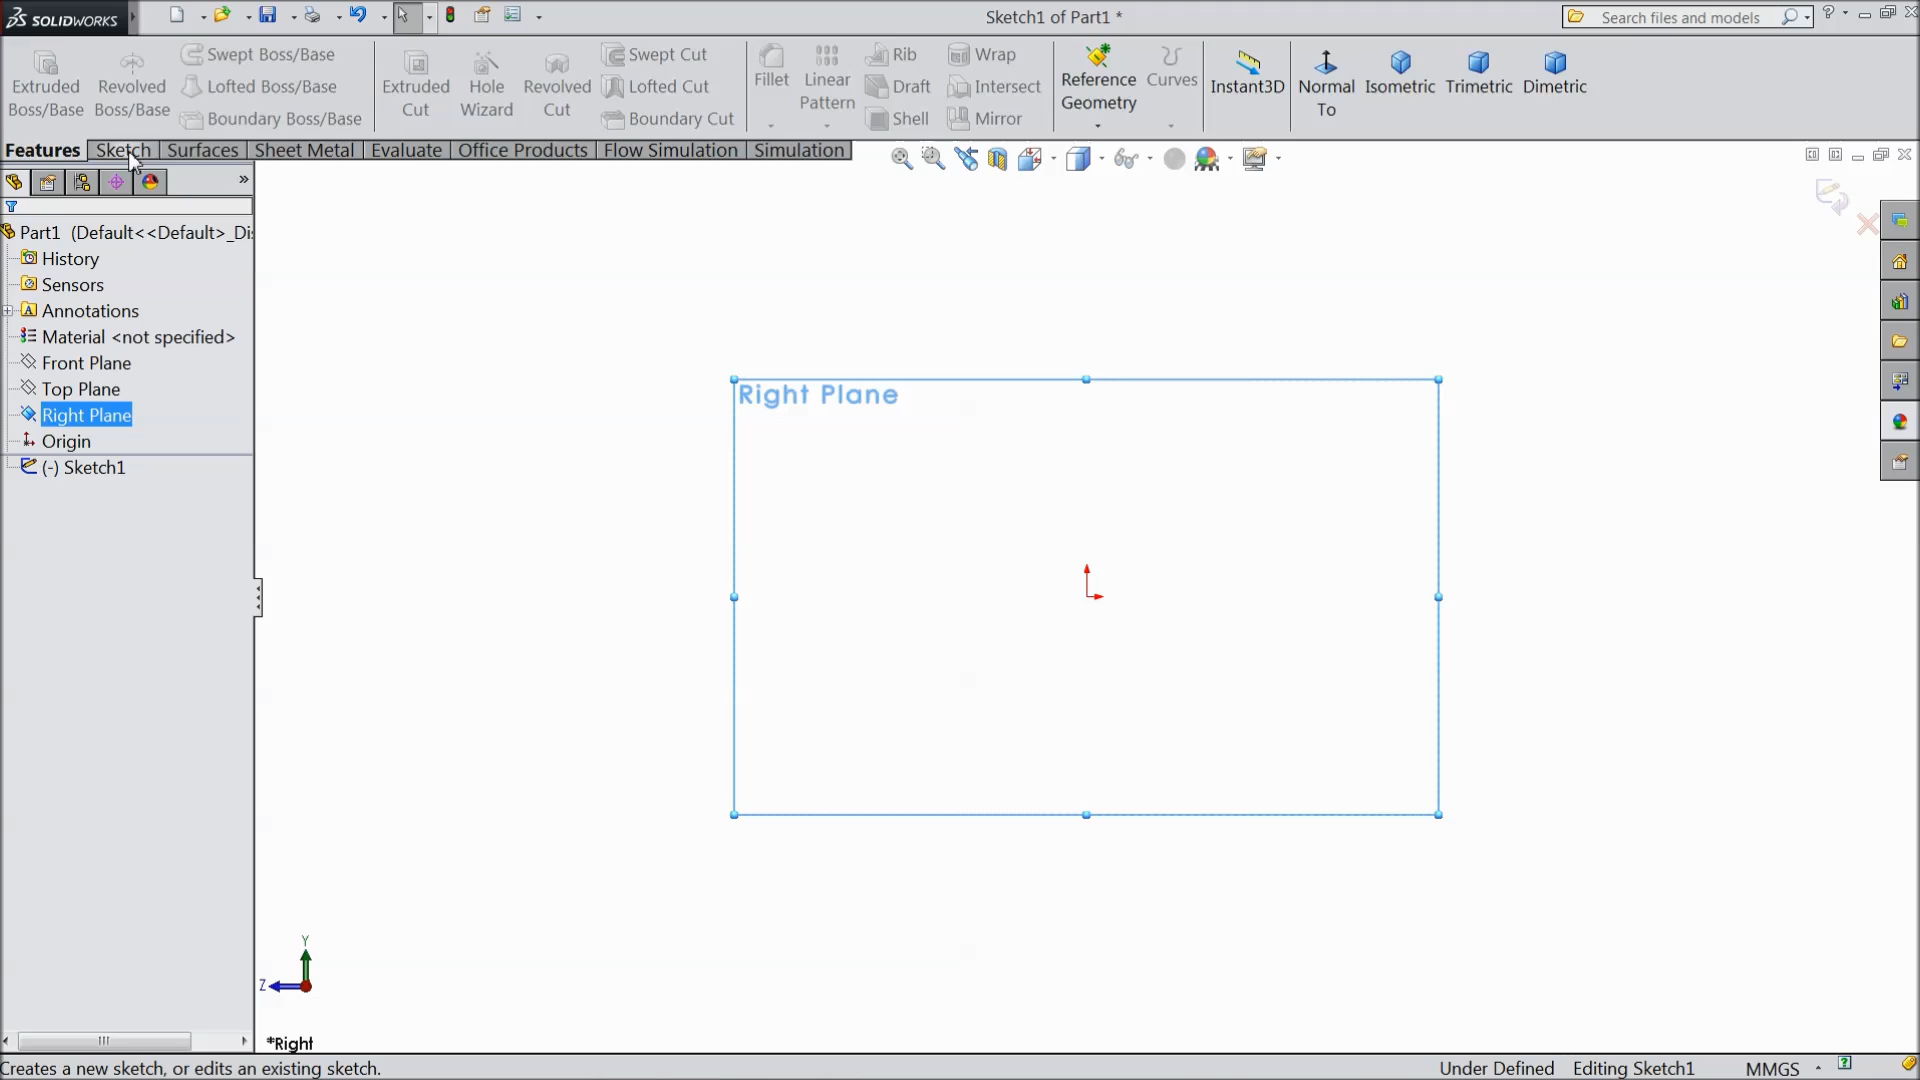 SOLIDWORKS
Sketch1 of Part1 *
Search files and models
Extruded Boss/Base
Revolved Boss/Base
Swept Boss/Base
Lofted Boss/Base
Boundary Boss/Base
Extruded Cut
Hole Wizard
Revolved Cut
Swept Cut
Lofted Cut
Boundary Cut
Fillet
Linear Pattern
Rib
Draft
Shell
Wrap
Intersect
Mirror
Reference Geometry
Curves
Instant3D
Normal To
Isometric
Trimetric
Dimetric
Features
Sketch
Surfaces
Sheet Metal
Evaluate
Office Products
Flow Simulation
Simulation
Part1 (Default<<Default>_Di
History
Sensors
Annotations
Material <not specified>
Front Plane
Top Plane
Right Plane
Origin
(-) Sketch1
Right Plane
Y
Z
*Right
Creates a new sketch, or edits an existing sketch.
Under Defined
Editing Sketch1
MMGS